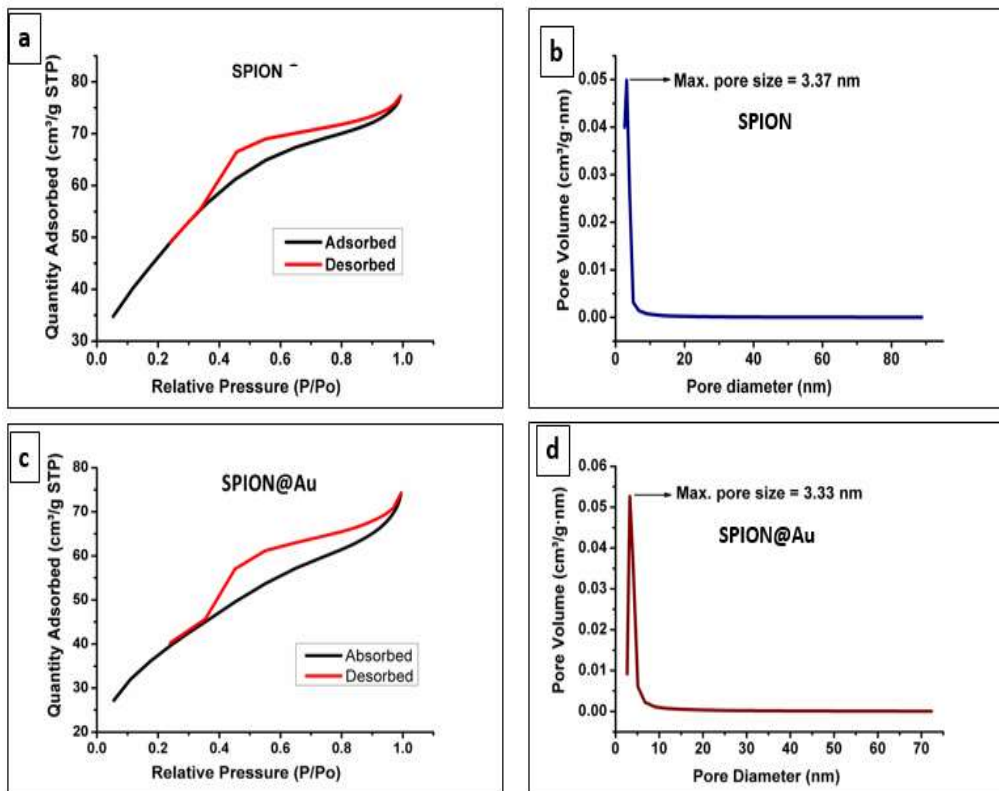 a
SPION –
Quantity Adsorbed (cm³/g STP)
80
70
60
50
40
30
Adsorbed
Desorbed
0.0 0.2 0.4 0.6 0.8 1.0
Relative Pressure (P/Po)
b
Max. pore size = 3.37 nm
SPION
Pore Volume (cm³/g·nm)
0.05
0.04
0.03
0.02
0.01
0.00
0 20 40 60 80
Pore diameter (nm)
c
SPION@Au
Quantity Adsorbed (cm³/g STP)
80
70
60
50
40
30
20
Absorbed
Desorbed
0.0 0.2 0.4 0.6 0.8 1.0
Relative Pressure (P/Po)
d
Max. pore size = 3.33 nm
SPION@Au
Pore Volume (cm³/g·nm)
0.06
0.05
0.04
0.03
0.02
0.01
0.00
0 10 20 30 40 50 60 70
Pore Diameter (nm)